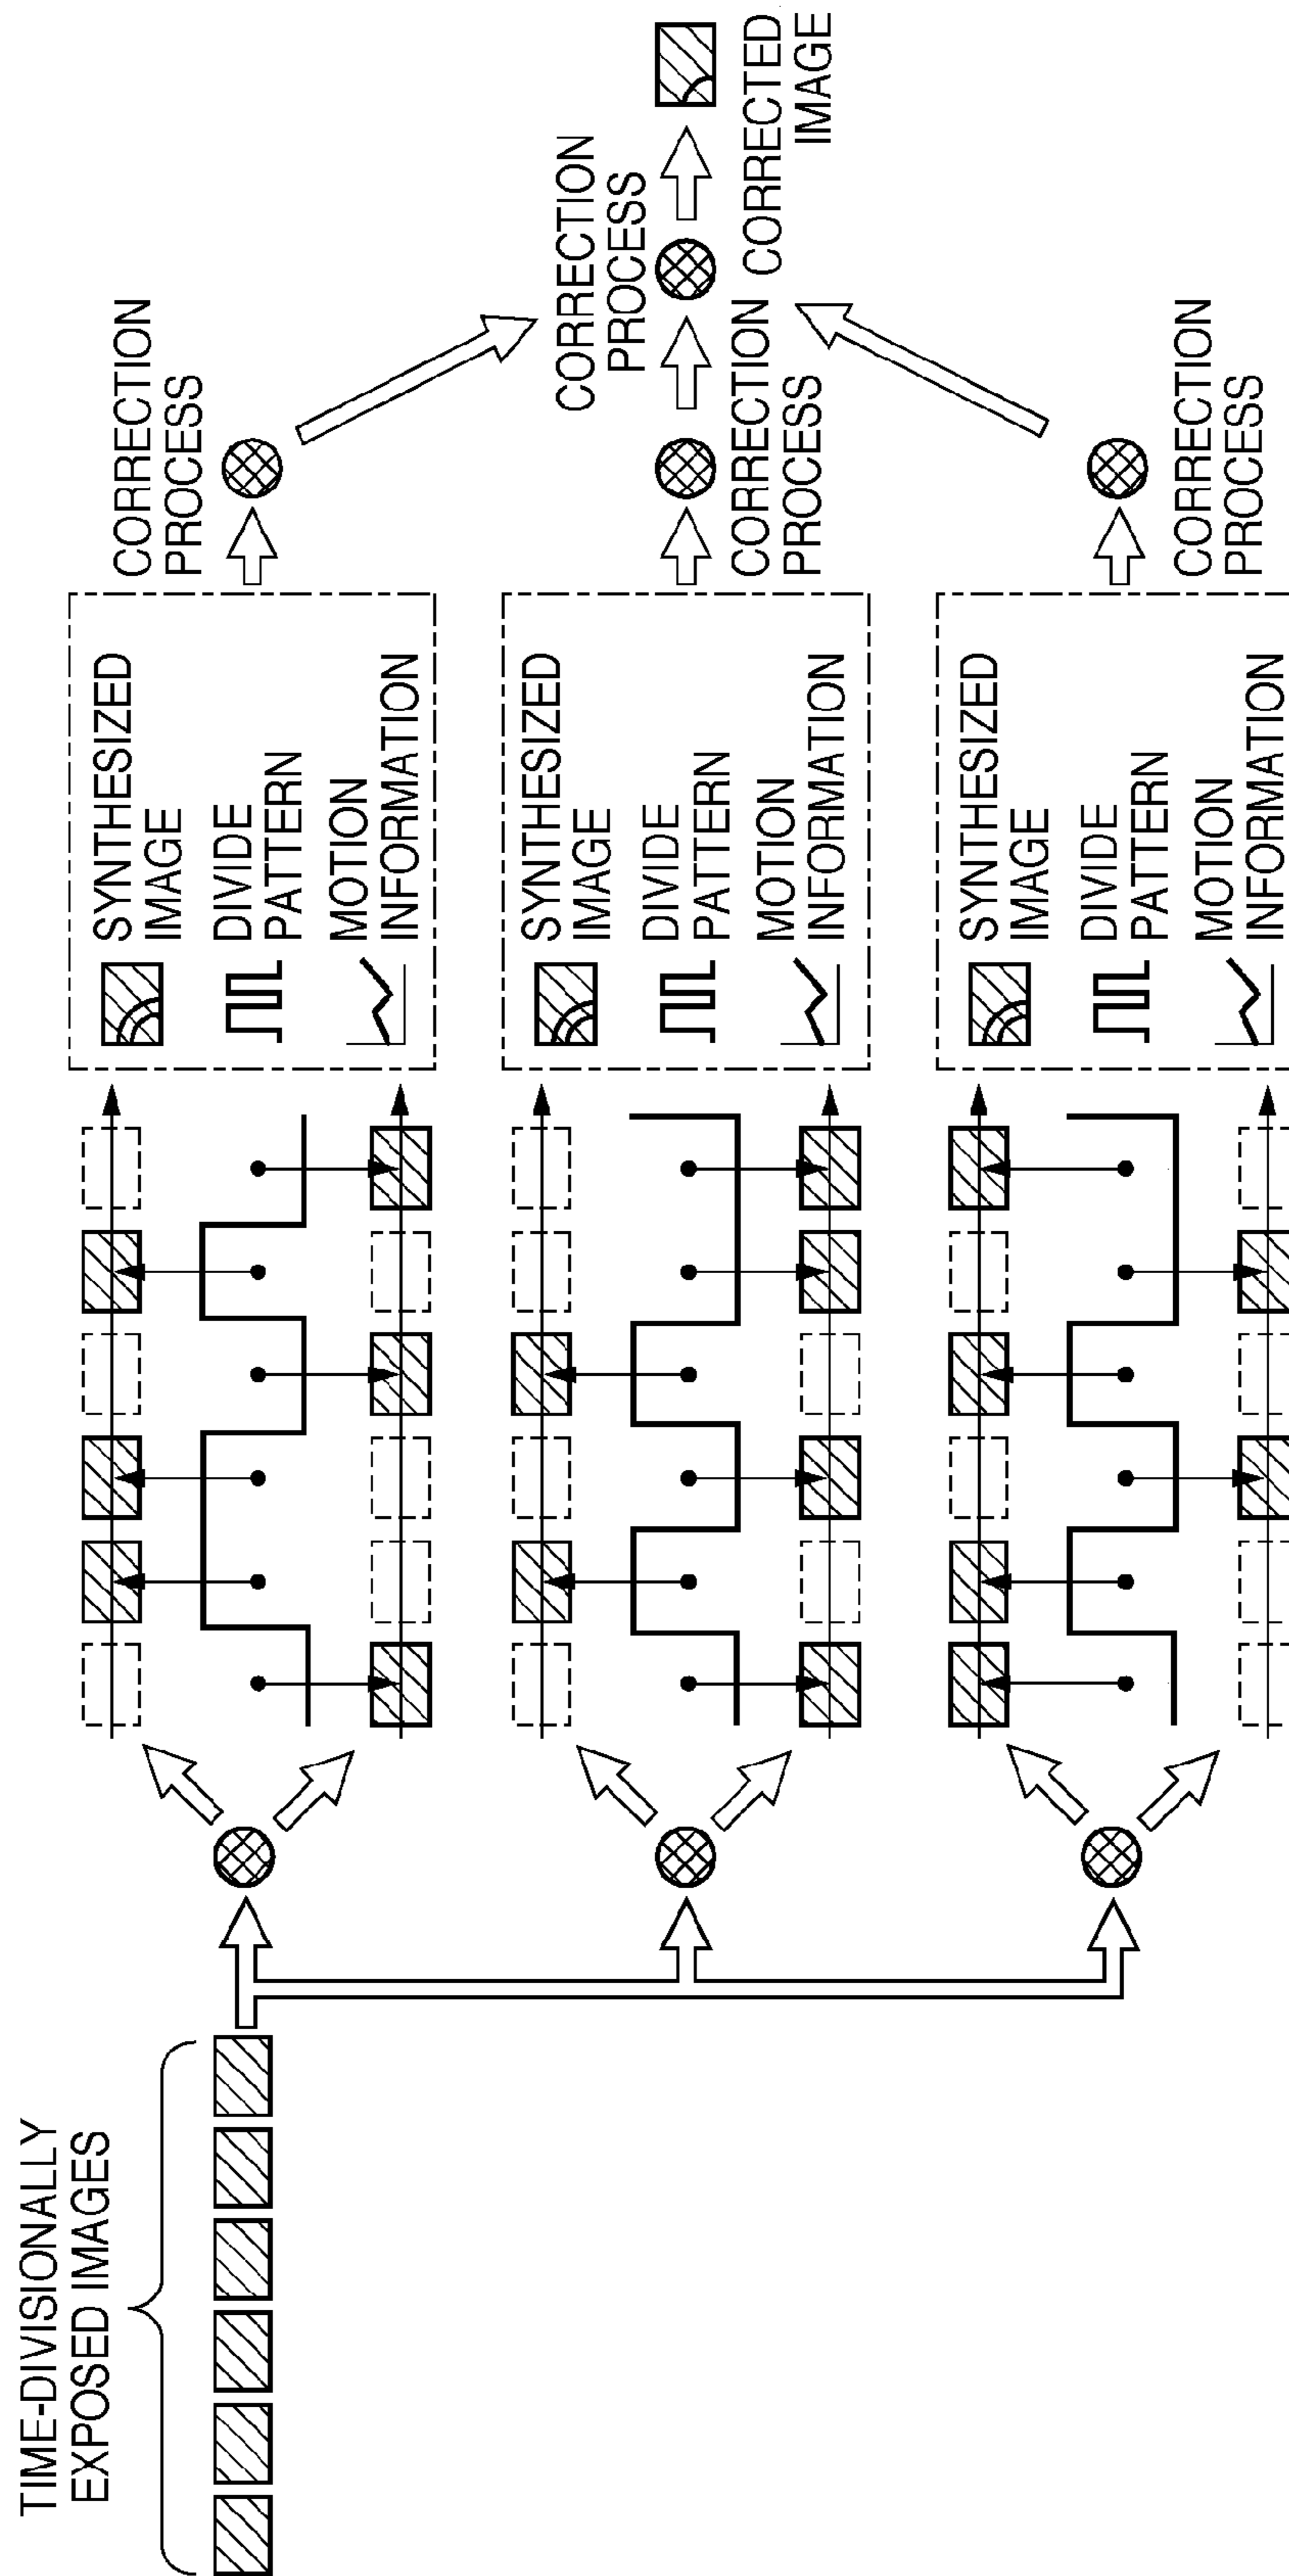 TIME-DIVISIONALLY
EXPOSED IMAGES
SYNTHESIZED
IMAGE
DIVIDE
PATTERN
MOTION
INFORMATION
CORRECTION
PROCESS
SYNTHESIZED
IMAGE
DIVIDE
PATTERN
MOTION
INFORMATION
CORRECTION
PROCESS
CORRECTION
PROCESS
CORRECTED
IMAGE
SYNTHESIZED
IMAGE
DIVIDE
PATTERN
MOTION
INFORMATION
CORRECTION
PROCESS